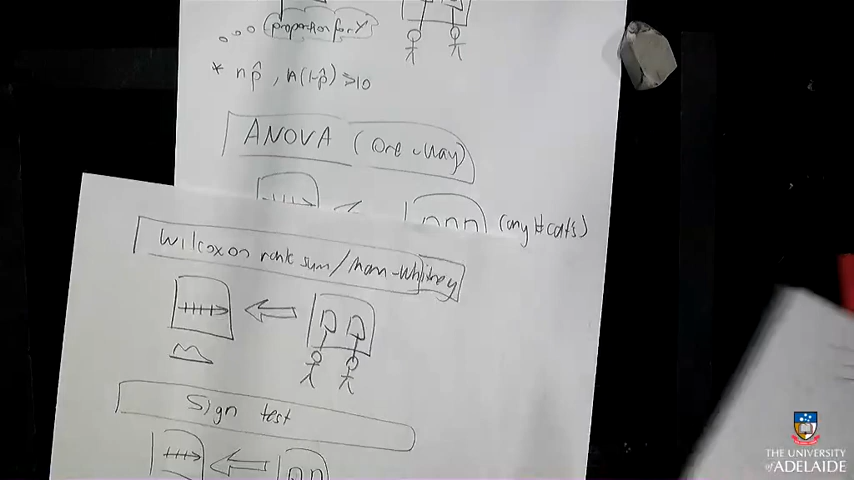 (proportion for Y)
* np̂, n(1-p̂) ≥ 10
ANOVA (One-Way)
(any # cats)
Wilcoxon rank sum/Mann-Whitney
Sign test
THE UNIVERSITY
of ADELAIDE